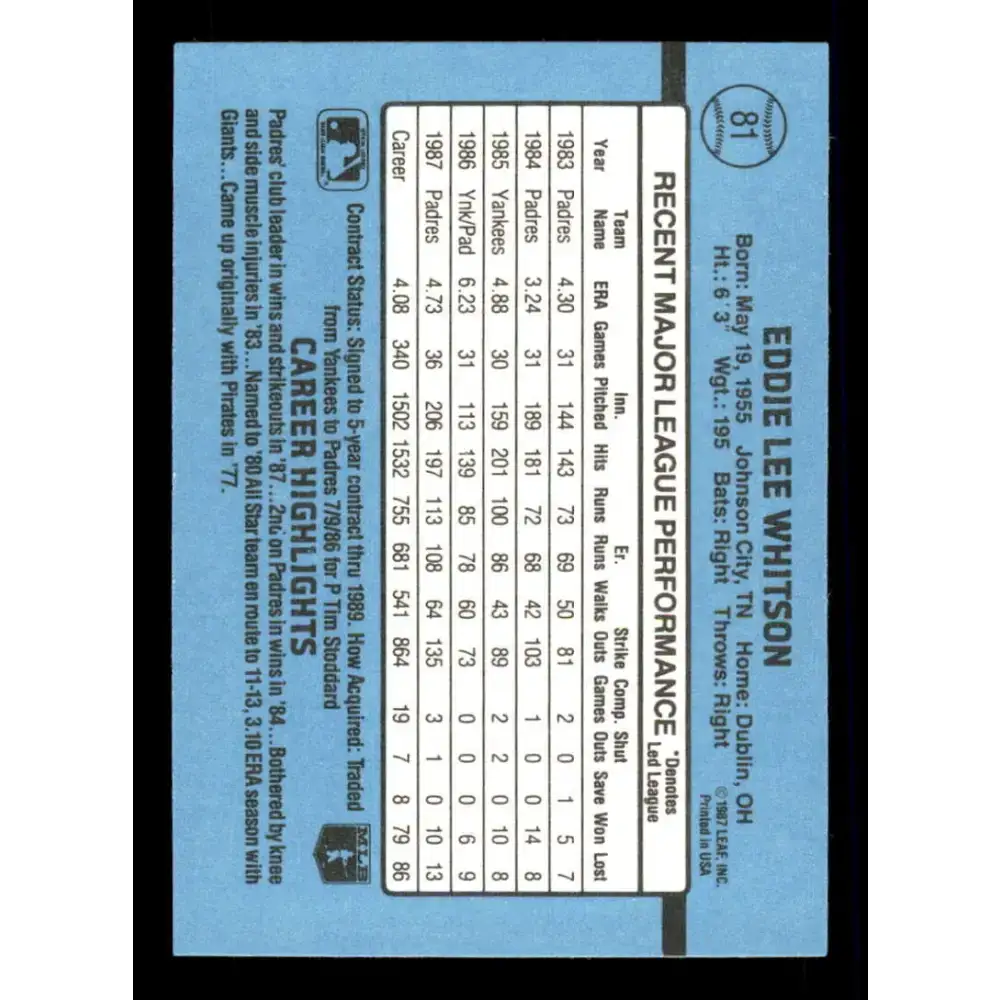 81
EDDIE LEE WHITSON
Born: May 19, 1955 Johnson City, TN Home: Dublin, OH
Ht.: 6'3" Wgt.: 195 Bats: Right Throws: Right
© 1987 LEAF, INC.
Printed in USA
RECENT MAJOR LEAGUE PERFORMANCE *Denotes Led League
Year Team Name ERA Games Inn. Pitched Hits Runs Er. Runs Walks Strike Outs Comp. Games Shut Outs Save Won Lost
1983 Padres 4.30 31 144 143 73 69 50 81 2 0 1 5 7
1984 Padres 3.24 31 189 181 72 68 42 103 1 0 0 14 8
1985 Yankees 4.88 30 159 201 100 86 43 89 2 2 0 10 8
1986 Ynk/Pad 6.23 31 113 139 85 78 60 73 0 0 0 6 9
1987 Padres 4.73 36 206 197 113 108 64 135 3 1 0 10 13
Career 4.08 340 1502 1532 755 681 541 864 19 7 8 79 86
Contract Status: Signed to 5-year contract thru 1989. How Acquired: Traded
from Yankees to Padres 7/9/86 for P Tim Stoddard
MLB
CAREER HIGHLIGHTS
Padres' club leader in wins and strikeouts in '87...2nd on Padres in wins in '84...Bothered by knee
and side muscle injuries in '83...Named to '80 All Star team en route to 11-13, 3.10 ERA season with
Giants...Came up originally with Pirates in '77.